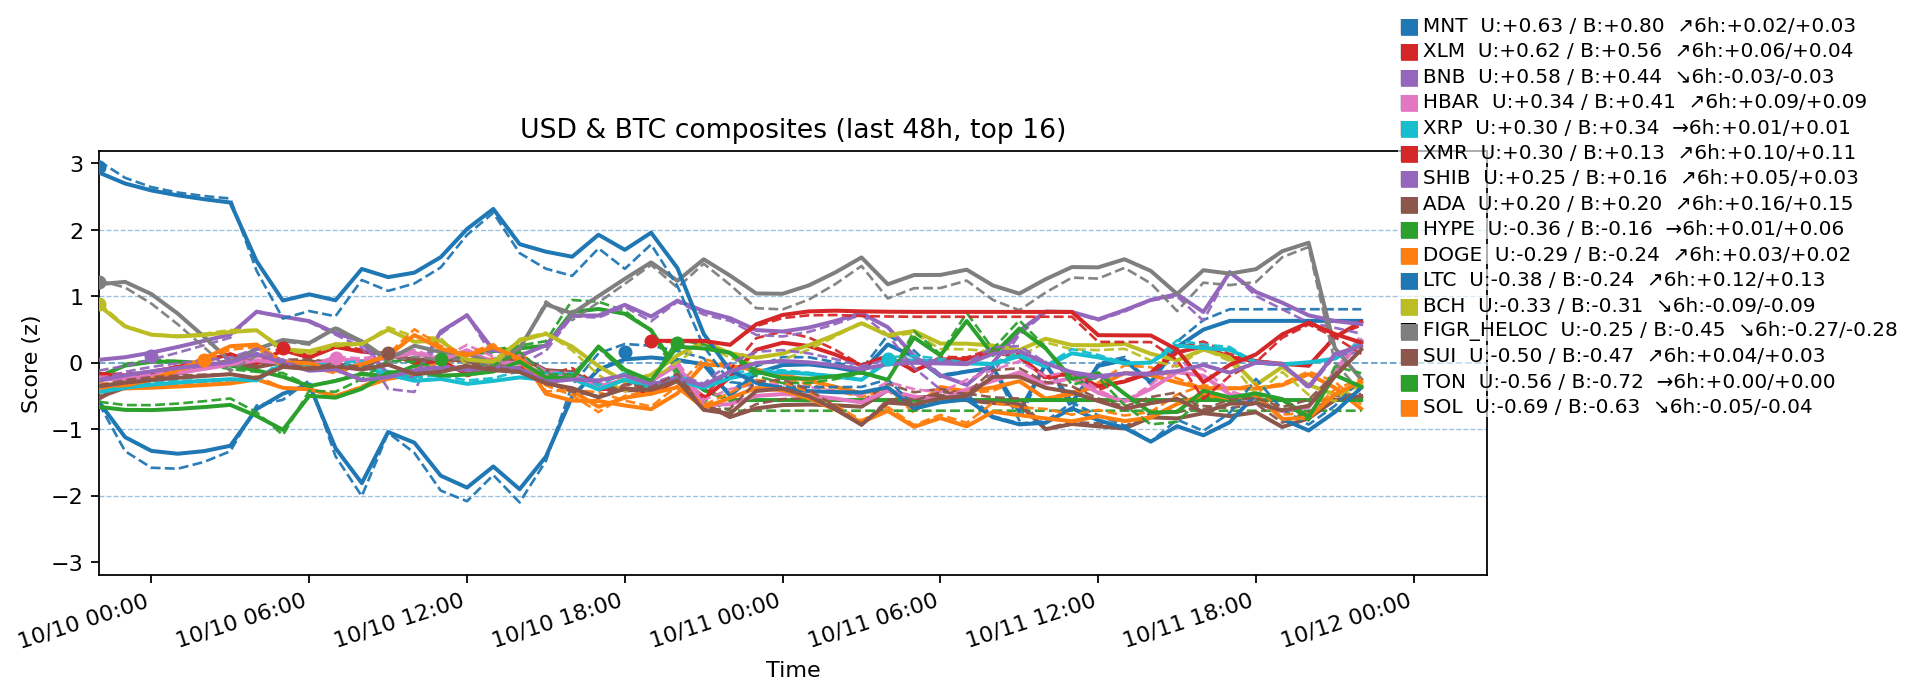 MNT U:+0.63 / B:+0.80 ↗6h:+0.02/+0.03
XLM U:+0.62 / B:+0.56 ↗6h:+0.06/+0.04
BNB U:+0.58 / B:+0.44 ↘6h:-0.03/-0.03
HBAR U:+0.34 / B:+0.41 ↗6h:+0.09/+0.09
XRP U:+0.30 / B:+0.34 →6h:+0.01/+0.01
XMR U:+0.30 / B:+0.13 ↗6h:+0.10/+0.11
SHIB U:+0.25 / B:+0.16 ↗6h:+0.05/+0.03
ADA U:+0.20 / B:+0.20 ↗6h:+0.16/+0.15
HYPE U:-0.36 / B:-0.16 →6h:+0.01/+0.06
DOGE U:-0.29 / B:-0.24 ↗6h:+0.03/+0.02
LTC U:-0.38 / B:-0.24 ↗6h:+0.12/+0.13
BCH U:-0.33 / B:-0.31 ↘6h:-0.09/-0.09
FIGR_HELOC U:-0.25 / B:-0.45 ↘6h:-0.27/-0.28
SUI U:-0.50 / B:-0.47 ↗6h:+0.04/+0.03
TON U:-0.56 / B:-0.72 →6h:+0.00/+0.00
SOL U:-0.69 / B:-0.63 ↘6h:-0.05/-0.04
USD & BTC composites (last 48h, top 16)
Score (z)
3
2
1
0
−1
−2
−3
10/10 00:00
10/10 06:00
10/10 12:00
10/10 18:00
10/11 00:00
10/11 06:00
10/11 12:00
10/11 18:00
10/12 00:00
Time